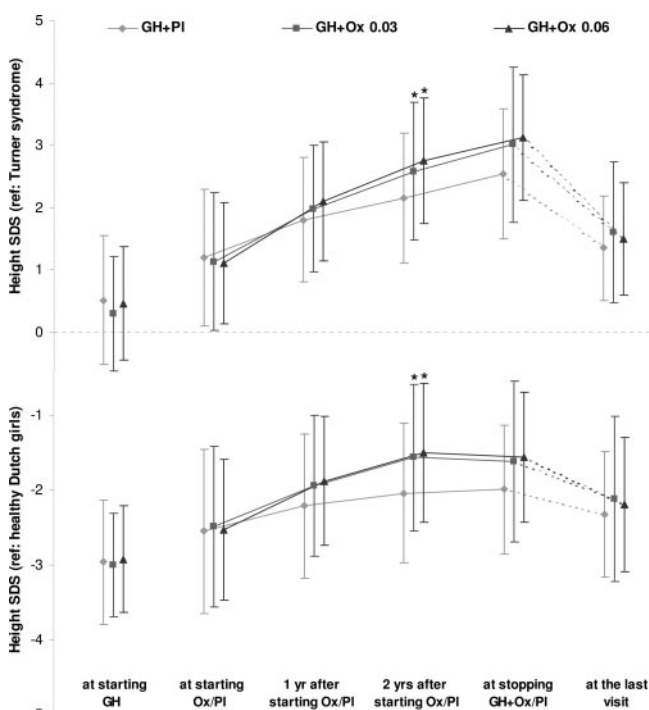 GH+Pl GH+Ox 0.03 GH+Ox 0.06
Height SDS (ref: Turner syndrome)
5
4
3
2
1
0
* *
Height SDS (ref: healthy Dutch girls)
-1
-2
-3
-4
* *
at starting GH
at starting Ox/Pl
1 yr after starting Ox/Pl
2 yrs after starting Ox/Pl
at stopping GH+Ox/Pl
at the last visit